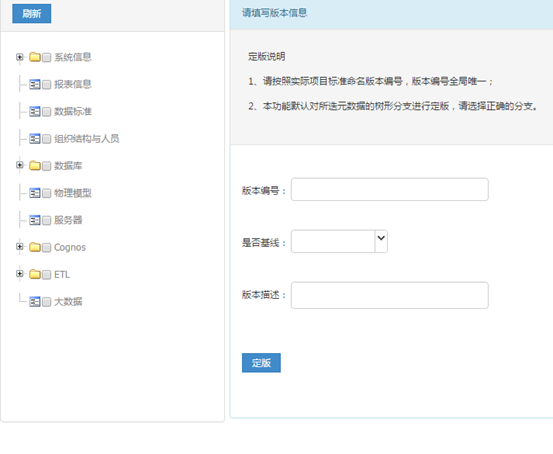 刷新
系统信息
报表信息
数据标准
组织结构与人员
数据库
物理模型
服务器
Cognos
ETL
大数据
请填写版本信息
定版说明
1、请按照实际项目标准命名版本编号，版本编号全局唯一；
2、本功能默认对所选元数据的树形分支进行定版，请选择正确的分支。
版本编号：
是否基线：
版本描述：
定版